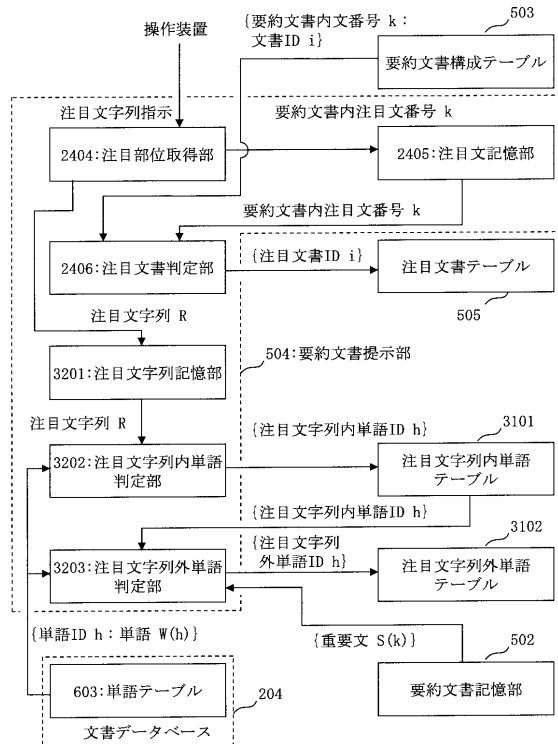 操作装置
{要約文書内文番号 k：
文書ID i}
503
要約文書構成テーブル
注目文字列指示
要約文書内注目文番号 k
2404：注目部位取得部
2405：注目文記憶部
要約文書内注目文番号 k
2406：注目文書判定部
{注目文書ID i}
注目文書テーブル
505
注目文字列 R
504：要約文書提示部
3201：注目文字列記憶部
注目文字列 R
{注目文字列内単語ID h}
3101
3202：注目文字列内単語
判定部
注目文字列内単語
テーブル
{注目文字列内単語ID h}
{注目文字列
外単語ID h}
3102
3203：注目文字列外単語
判定部
注目文字列外単語
テーブル
{単語ID h：単語 W(h)}
{重要文 S(k)}
502
603：単語テーブル
204
要約文書記憶部
文書データベース